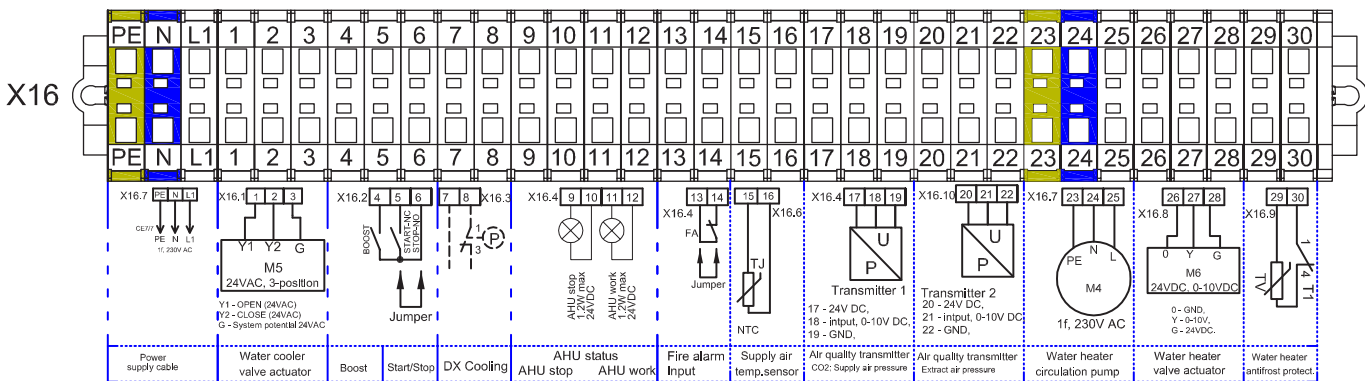 PE N L1 1 2 3 4 5 6 7 8 9 10 11 12 13 14 15 16 17 18 19 20 21 22 23 24 25 26 27 28 29 30
X16
PE N L1 1 2 3 4 5 6 7 8 9 10 11 12 13 14 15 16 17 18 19 20 21 22 23 24 25 26 27 28 29 30
X16.7 PE N L1
CE7/7
PE N L1
1f, 230V AC
Power
supply cable
X16.1 1 2 3
Y1 Y2 G
M5
24VAC, 3-position
Y1 - OPEN (24VAC)
Y2 - CLOSE (24VAC)
G - System potential 24VAC
Water cooler
valve actuator
X16.2 4 5 6
BOOST
START-NC
STOP-NO
Jumper
Boost
Start/Stop
7 8 X16.3
1
P
3
DX Cooling
X16.4 9 10 11 12
AHU stop
1,2W max
24VDC
AHU work
1,2W max
24VDC
AHU status
AHU stop AHU work
13 14
X16.4
FA
Jumper
Fire alarm
Input
15 16
X16.6
TJ
NTC
Supply air
temp.sensor
X16.4 17 18 19
U
P
Transmitter 1
17 - 24V DC,
18 - intput, 0-10V DC,
19 - GND,
Air quality transmitter
CO2; Supply air pressure
X16.10 20 21 22
U
P
Transmitter 2
20 - 24V DC,
21 - intput, 0-10V DC
22 - GND,
Air quality transmitter
Extract air pressure
X16.7 23 24 25
PE N L
M4
1f, 230V AC
Water heater
circulation pump
26 27 28
X16.8
0 Y G
M6
24VDC, 0-10VDC
0 - GND,
Y - 0-10V,
G - 24VDC.
Water heater
valve actuator
29 30
X16.9
1
4
TV
T1
Water heater
antifrost protect.